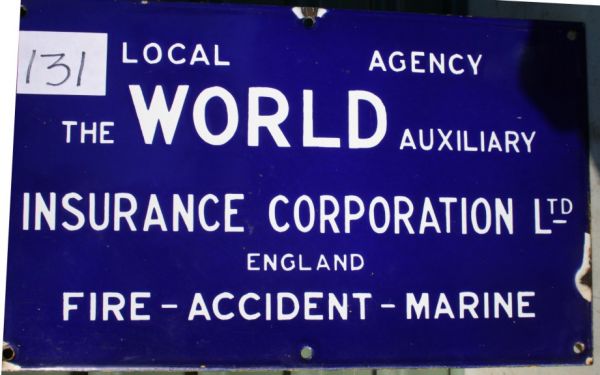 131
LOCAL AGENCY
THE WORLD AUXILIARY
INSURANCE CORPORATION LTD
ENGLAND
FIRE - ACCIDENT - MARINE